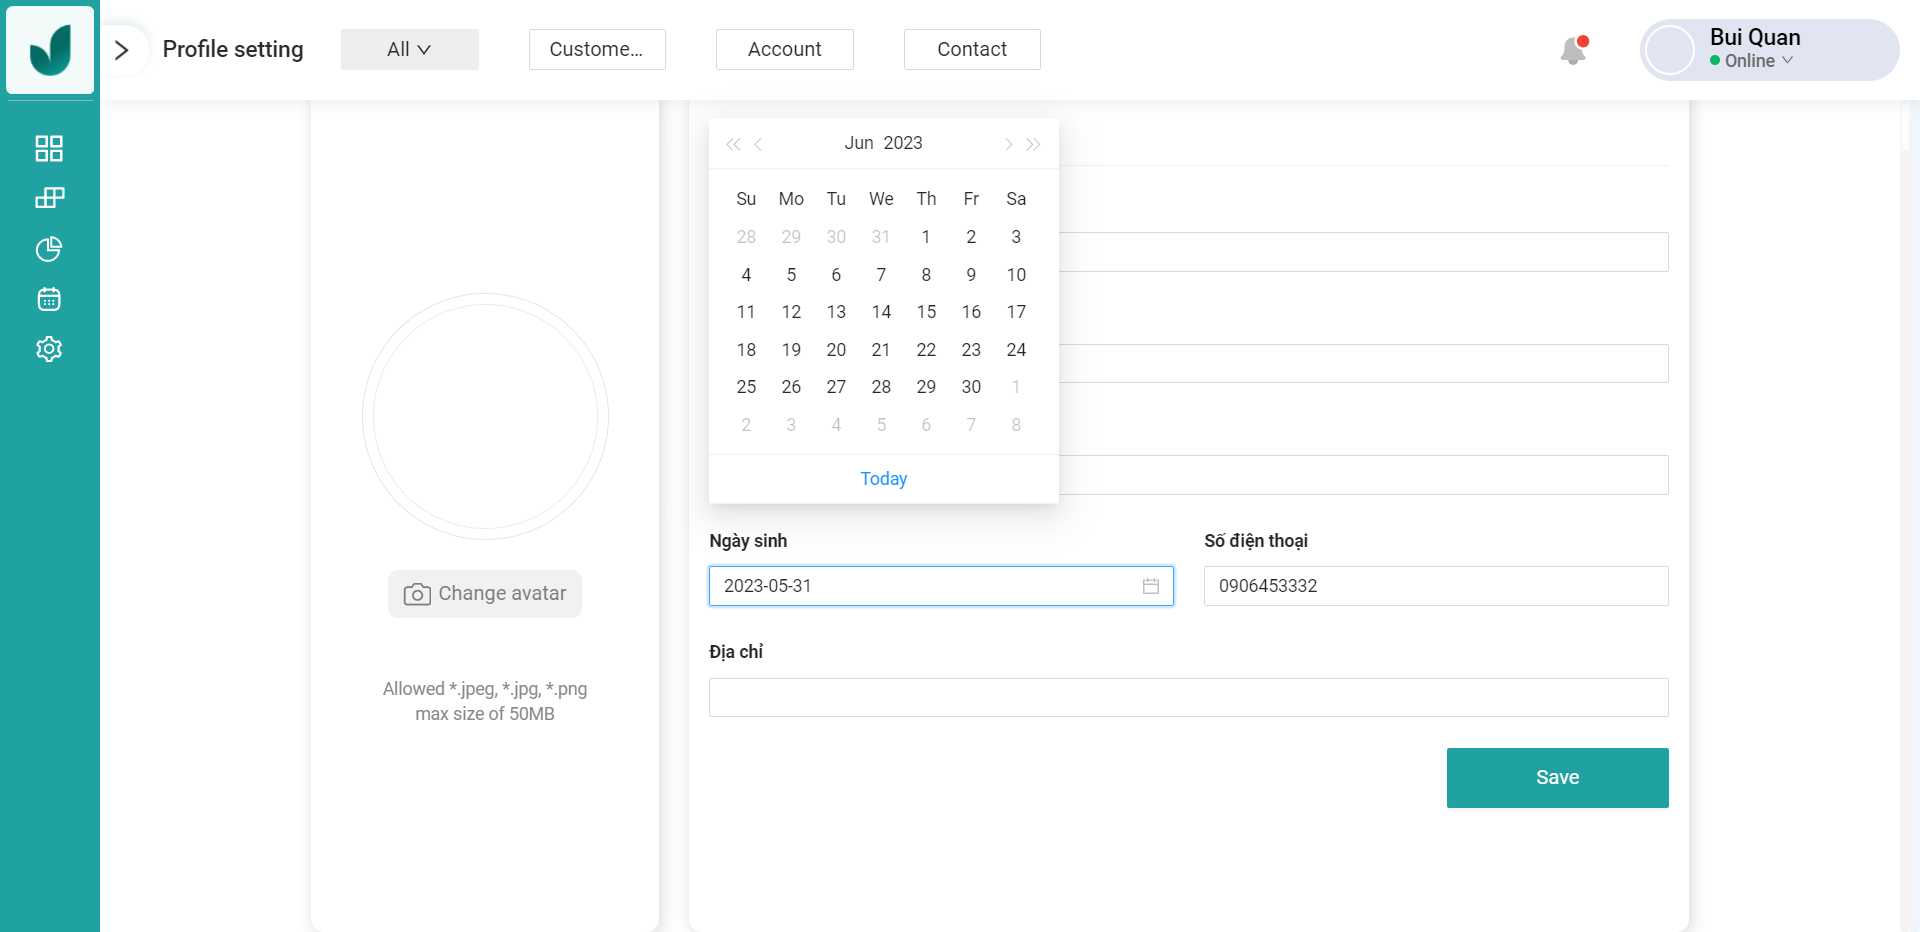 Profile setting
All
Custome...
Account
Contact
Bui Quan
Online
Jun 2023
Su Mo Tu We Th Fr Sa
28 29 30 31 1 2 3
4 5 6 7 8 9 10
11 12 13 14 15 16 17
18 19 20 21 22 23 24
25 26 27 28 29 30 1
2 3 4 5 6 7 8
Today
Change avatar
Allowed *.jpeg, *.jpg, *.png
max size of 50MB
Ngày sinh
2023-05-31
Số điện thoại
0906453332
Địa chỉ
Save